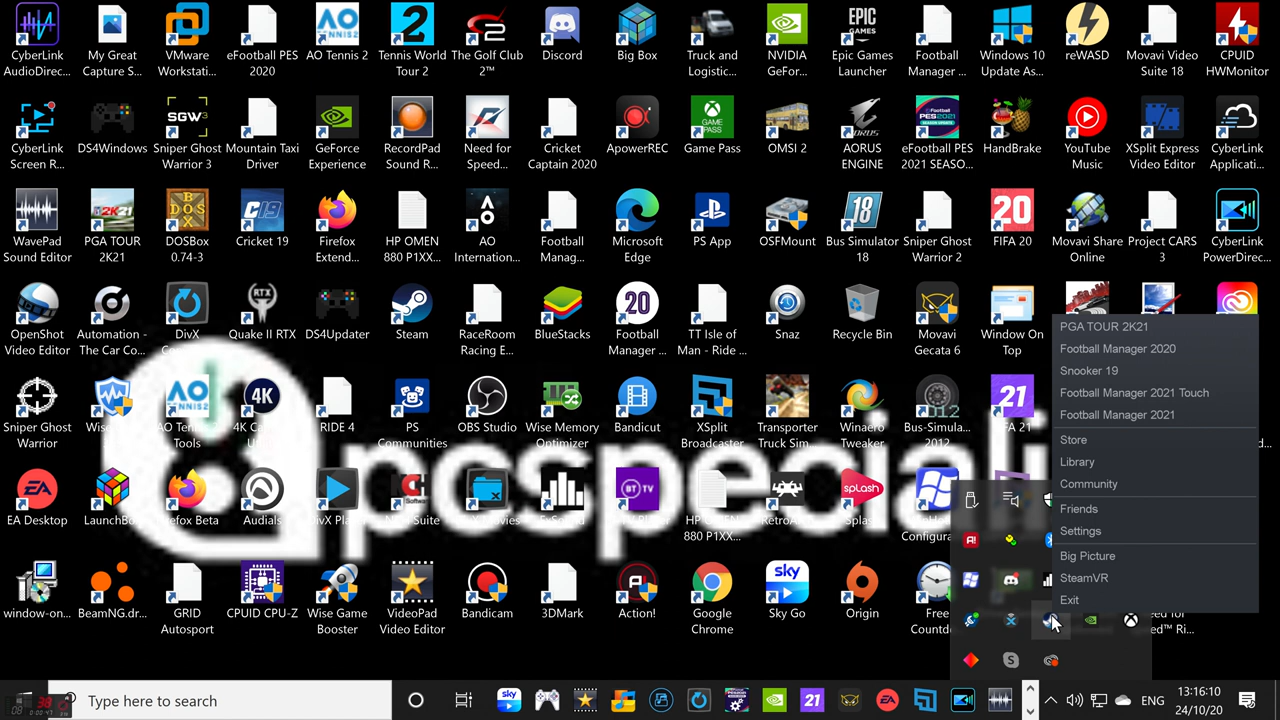 CyberLink AudioDirec...
My Great Capture S...
VMware Workstati...
eFootball PES 2020
AO Tennis 2
Tennis World Tour 2
The Golf Club 2™
Discord
Big Box
Truck and Logistic...
NVIDIA GeFor...
Epic Games Launcher
Football Manager ...
Windows 10 Update As...
reWASD
Movavi Video Suite 18
CPUID HWMonitor
CyberLink Screen R...
DS4Windows
Sniper Ghost Warrior 3
Mountain Taxi Driver
GeForce Experience
RecordPad Sound R...
Need for Speed...
Cricket Captain 2020
ApowerREC
Game Pass
OMSI 2
AORUS ENGINE
eFootball PES 2021 SEASO...
HandBrake
YouTube Music
XSplit Express Video Editor
CyberLink Applicati...
WavePad Sound Editor
PGA TOUR 2K21
DOSBox 0.74-3
Cricket 19
Firefox Extend...
HP OMEN 880 P1XX...
AO Internation...
Football Manag...
Microsoft Edge
PS App
OSFMount
Bus Simulator 18
Sniper Ghost Warrior 2
FIFA 20
Movavi Share Online
Project CARS 3
CyberLink PowerDirec...
OpenShot Video Editor
Automation - The Car Co...
DivX
Quake II RTX
DS4Updater
Steam
RaceRoom Racing E...
BlueStacks
Football Manager ...
TT Isle of Man - Ride ...
Snaz
Recycle Bin
Movavi Gecata 6
Window On Top
PGA TOUR 2K21
Football Manager 2020
Snooker 19
Football Manager 2021 Touch
Football Manager 2021
Store
Library
Community
Friends
Settings
Big Picture
SteamVR
Exit
pcspeciali
Sniper Ghost Warrior
AO Tennis 2 Tools
RIDE 4
PS Communities
OBS Studio
Wise Memory Optimizer
Bandicut
XSplit Broadcaster
Transporter Truck Sim...
Winaero Tweaker
Bus-Simula... 2012
EA Desktop
Audials
HP OMEN 880 P1XX...
window-on...
BeamNG.dr...
GRID Autosport
CPUID CPU-Z
Wise Game Booster
VideoPad Video Editor
Bandicam
3DMark
Action!
Google Chrome
Sky Go
Origin
Free Countdo...
Type here to search
ENG
13:16:10
24/10/20